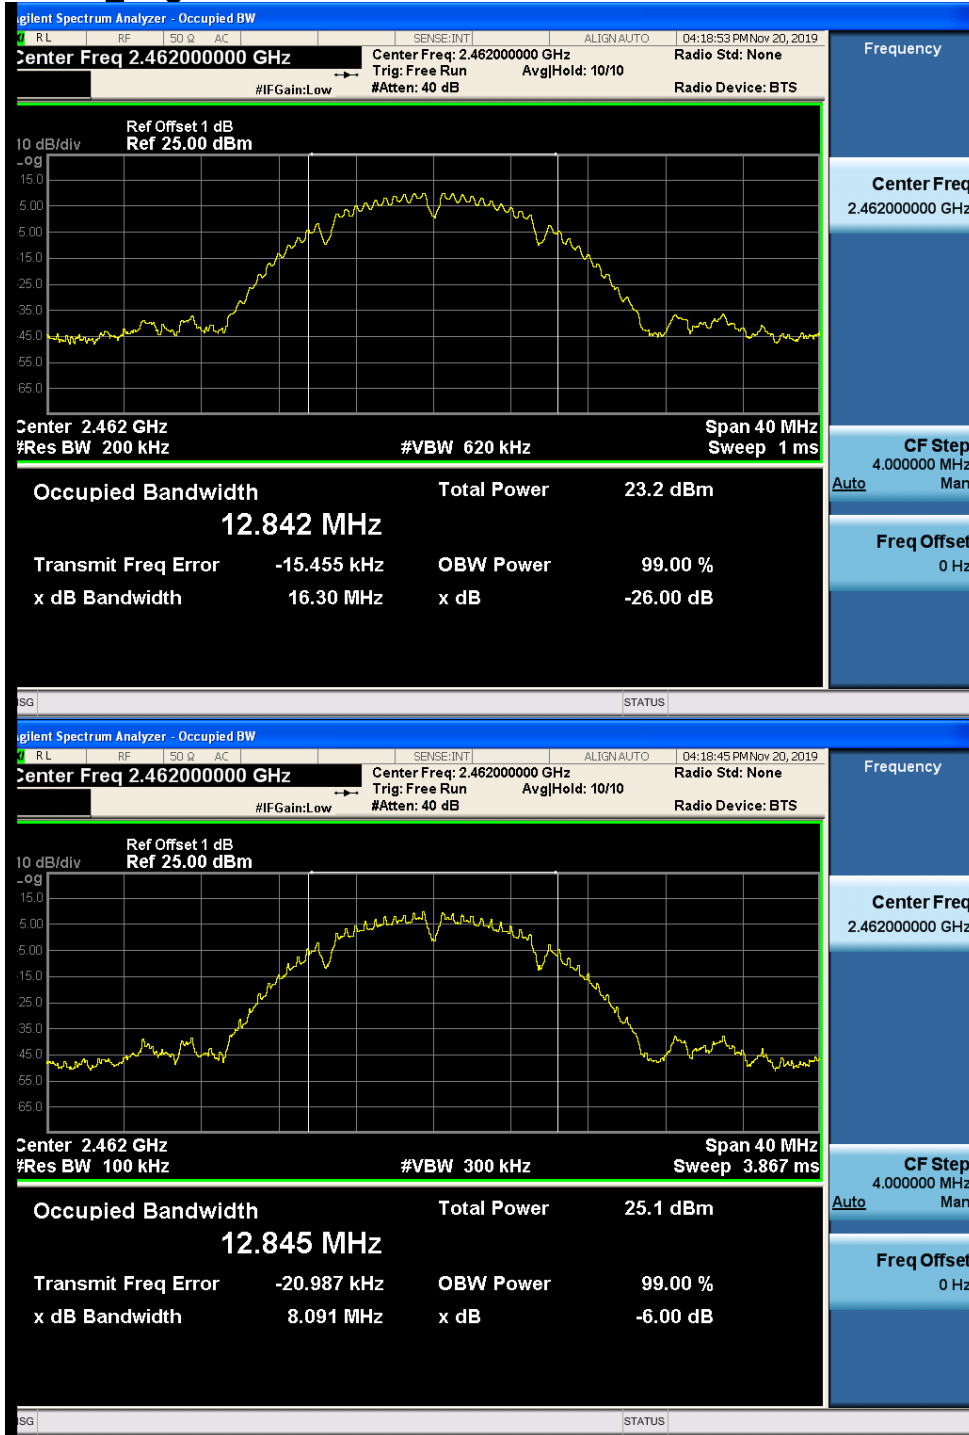 gilent Spectrum Analyzer - Occupied BW
RL RF 50 Ω AC SENSE:INT ALIGN AUTO 04:18:53 PM Nov 20, 2019
Center Freq 2.462000000 GHz
Center Freq: 2.462000000 GHz
Radio Std: None
Trig: Free Run Avg|Hold: 10/10
#IFGain:Low
#Atten: 40 dB
Radio Device: BTS
Frequency
Ref Offset 1 dB
10 dB/div Ref 25.00 dBm
Log
15.0
5.00
-5.00
-15.0
-25.0
-35.0
-45.0
-55.0
-65.0
Center 2.462 GHz Span 40 MHz
#Res BW 200 kHz #VBW 620 kHz Sweep 1 ms
Center Freq
2.462000000 GHz
CF Step
4.000000 MHz
Auto Man
Freq Offset
0 Hz
Occupied Bandwidth Total Power 23.2 dBm
12.842 MHz
Transmit Freq Error -15.455 kHz OBW Power 99.00 %
x dB Bandwidth 16.30 MHz x dB -26.00 dB
SG STATUS
gilent Spectrum Analyzer - Occupied BW
RL RF 50 Ω AC SENSE:INT ALIGN AUTO 04:18:45 PM Nov 20, 2019
Center Freq 2.462000000 GHz
Center Freq: 2.462000000 GHz
Radio Std: None
Trig: Free Run Avg|Hold: 10/10
#IFGain:Low
#Atten: 40 dB
Radio Device: BTS
Frequency
Ref Offset 1 dB
10 dB/div Ref 25.00 dBm
Log
15.0
5.00
-5.00
-15.0
-25.0
-35.0
-45.0
-55.0
-65.0
Center 2.462 GHz Span 40 MHz
#Res BW 100 kHz #VBW 300 kHz Sweep 3.867 ms
Center Freq
2.462000000 GHz
CF Step
4.000000 MHz
Auto Man
Freq Offset
0 Hz
Occupied Bandwidth Total Power 25.1 dBm
12.845 MHz
Transmit Freq Error -20.987 kHz OBW Power 99.00 %
x dB Bandwidth 8.091 MHz x dB -6.00 dB
SG STATUS